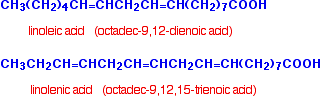 CH₃(CH₂)₄CH=CHCH₂CH=CH(CH₂)₇COOH
linoleic acid (octadec-9,12-dienoic acid)
CH₃CH₂CH=CHCH₂CH=CHCH₂CH=CH(CH₂)₇COOH
linolenic acid (octadec-9,12,15-trienoic acid)